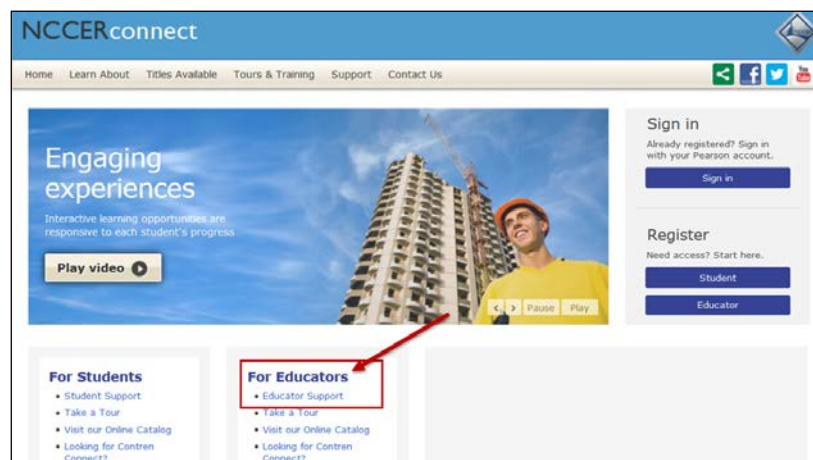 NCCERconnect
Home Learn About Titles Available Tours & Training Support Contact Us
You
Tube
Engaging
experiences
Interactive learning opportunities are
responsive to each student's progress
Play video
< > Pause Play
Sign in
Already registered? Sign in
with your Pearson account.
Sign in
Register
Need access? Start here.
Student
Educator
For Students
Student Support
Take a Tour
Visit our Online Catalog
Looking for Contren
Connect?
For Educators
Educator Support
Take a Tour
Visit our Online Catalog
Looking for Contren
Connect?